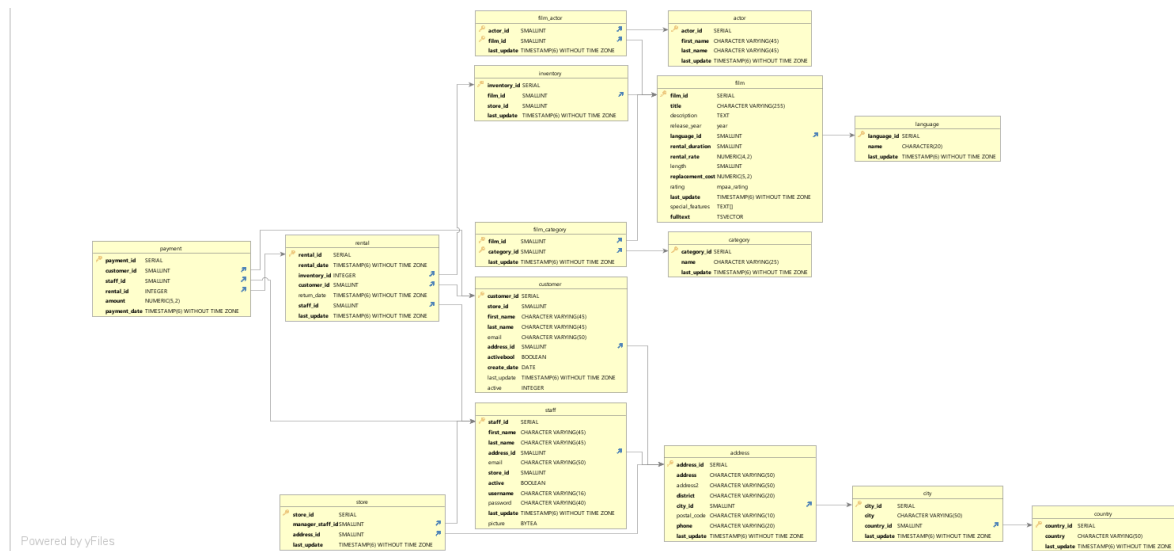 film_actor
actor_id SMALLINT
film_id SMALLINT
last_update TIMESTAMP(6) WITHOUT TIME ZONE
actor
actor_id SERIAL
first_name CHARACTER VARYING(45)
last_name CHARACTER VARYING(45)
last_update TIMESTAMP(6) WITHOUT TIME ZONE
inventory
inventory_id SERIAL
film_id SMALLINT
store_id SMALLINT
last_update TIMESTAMP(6) WITHOUT TIME ZONE
film
film_id SERIAL
title CHARACTER VARYING(255)
description TEXT
release_year year
language_id SMALLINT
rental_duration SMALLINT
rental_rate NUMERIC(4,2)
length SMALLINT
replacement_cost NUMERIC(5,2)
rating mpaa_rating
last_update TIMESTAMP(6) WITHOUT TIME ZONE
special_features TEXT[]
fulltext TSVECTOR
language
language_id SERIAL
name CHARACTER(20)
last_update TIMESTAMP(6) WITHOUT TIME ZONE
film_category
film_id SMALLINT
category_id SMALLINT
last_update TIMESTAMP(6) WITHOUT TIME ZONE
category
category_id SERIAL
name CHARACTER VARYING(25)
last_update TIMESTAMP(6) WITHOUT TIME ZONE
payment
payment_id SERIAL
customer_id SMALLINT
staff_id SMALLINT
rental_id INTEGER
amount NUMERIC(5,2)
payment_date TIMESTAMP(6) WITHOUT TIME ZONE
rental
rental_id SERIAL
rental_date TIMESTAMP(6) WITHOUT TIME ZONE
inventory_id INTEGER
customer_id SMALLINT
return_date TIMESTAMP(6) WITHOUT TIME ZONE
staff_id SMALLINT
last_update TIMESTAMP(6) WITHOUT TIME ZONE
customer
customer_id SERIAL
store_id SMALLINT
first_name CHARACTER VARYING(45)
last_name CHARACTER VARYING(45)
email CHARACTER VARYING(50)
address_id SMALLINT
activebool BOOLEAN
create_date DATE
last_update TIMESTAMP(6) WITHOUT TIME ZONE
active INTEGER
staff
staff_id SERIAL
first_name CHARACTER VARYING(45)
last_name CHARACTER VARYING(45)
address_id SMALLINT
email CHARACTER VARYING(50)
store_id SMALLINT
active BOOLEAN
username CHARACTER VARYING(16)
password CHARACTER VARYING(40)
last_update TIMESTAMP(6) WITHOUT TIME ZONE
picture BYTEA
address
address_id SERIAL
address CHARACTER VARYING(50)
address2 CHARACTER VARYING(50)
district CHARACTER VARYING(20)
city_id SMALLINT
postal_code CHARACTER VARYING(10)
phone CHARACTER VARYING(20)
last_update TIMESTAMP(6) WITHOUT TIME ZONE
store
store_id SERIAL
manager_staff_id SMALLINT
address_id SMALLINT
last_update TIMESTAMP(6) WITHOUT TIME ZONE
city
city_id SERIAL
city CHARACTER VARYING(50)
country_id SMALLINT
last_update TIMESTAMP(6) WITHOUT TIME ZONE
country
country_id SERIAL
country CHARACTER VARYING(50)
last_update TIMESTAMP(6) WITHOUT TIME ZONE
Powered by yFiles